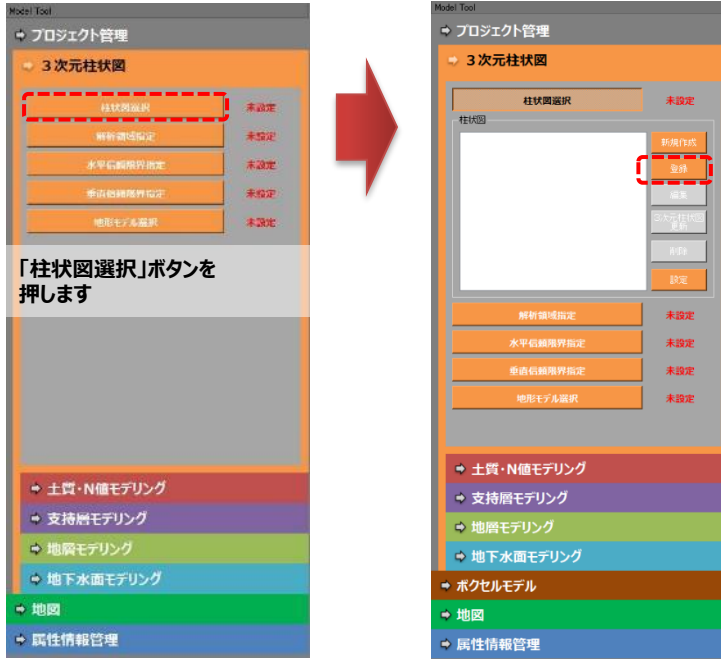 Model Tool
プロジェクト管理
3次元柱状図
柱状図選択
未設定
解析領域指定
未設定
水平信頼限界指定
未設定
垂直信頼限界指定
未設定
地形モデル選択
未設定
「柱状図選択」ボタンを
押します
土質・N値モデリング
支持層モデリング
地層モデリング
地下水面モデリング
地図
属性情報管理
Model Tool
プロジェクト管理
3次元柱状図
柱状図選択
未設定
柱状図
新規作成
登録
編集
3次元柱状図
更新
削除
設定
解析領域指定
未設定
水平信頼限界指定
未設定
垂直信頼限界指定
未設定
地形モデル選択
未設定
土質・N値モデリング
支持層モデリング
地層モデリング
地下水面モデリング
ボクセルモデル
地図
属性情報管理